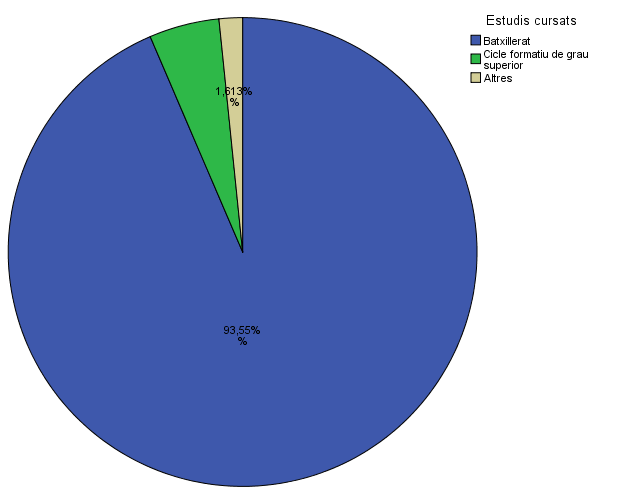 Estudis cursats
Batxillerat
Cicle formatiu de grau
superior
Altres
1,613%
%
93,55%
%